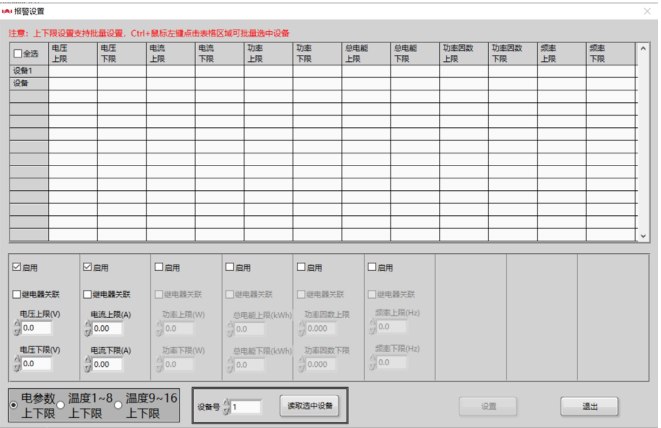 报警设置
注意：上下限设置支持批量设置，Ctrl+鼠标左键点击表格区域可批量选中设备
全选 电压上限 电压下限 电流上限 电流下限 功率上限 功率下限 总电能上限 总电能下限 功率因数上限 功率因数下限 频率上限 频率下限
设备1
设备
启用 启用 启用 启用 启用 启用
继电器关联 继电器关联 继电器关联 继电器关联 继电器关联 继电器关联
电压上限(V) 电流上限(A) 功率上限(W) 总电能上限(kWh) 功率因数上限 频率上限(Hz)
0.0 0.00 0.0 0.0 0.000 0.0
电压下限(V) 电流下限(A) 功率下限(W) 总电能下限(kWh) 功率因数下限 频率下限(Hz)
0.0 0.00 0.0 0.0 0.000 0.0
电参数上下限 温度1~8上下限 温度9~16上下限
设备号 1 读取选中设备 设置 退出